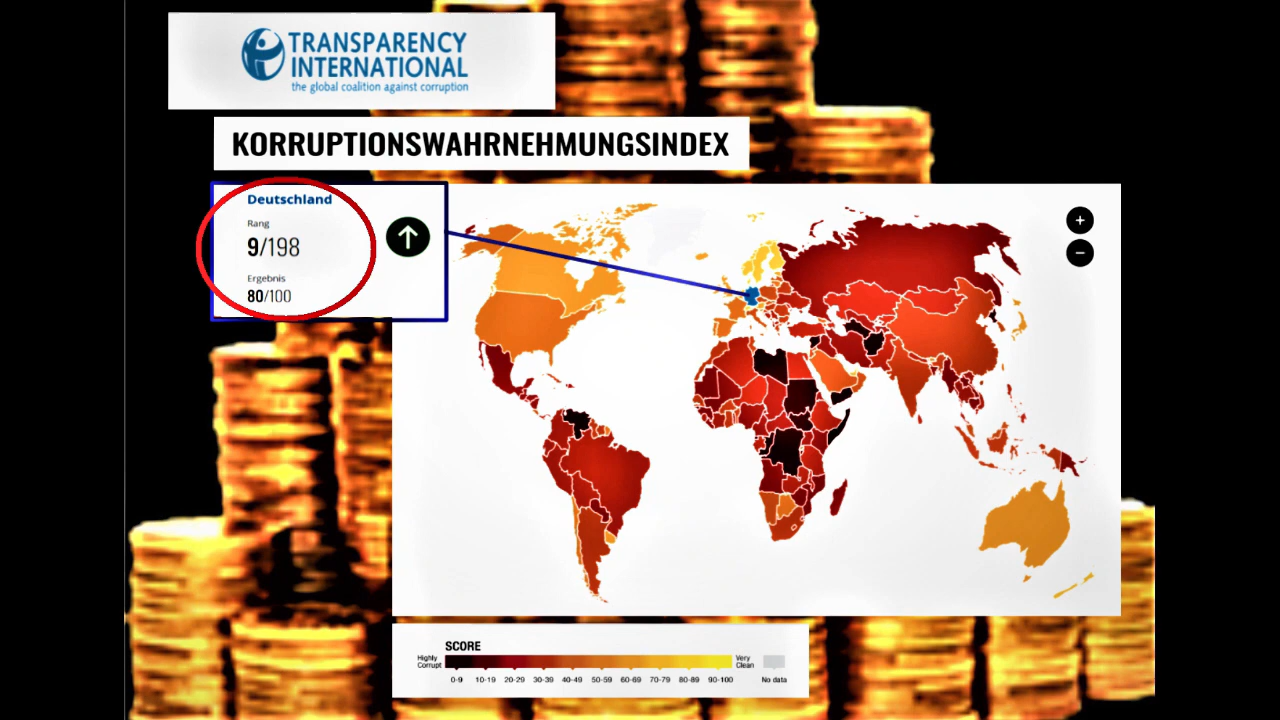 TRANSPARENCY
INTERNATIONAL
the global coalition against corruption
KORRUPTIONSWAHRNEHMUNGSINDEX
Deutschland
Rang
9/198
Ergebnis
80/100
+
−
SCORE
Highly Corrupt
Very Clean
0-9 10-19 20-29 30-39 40-49 50-59 60-69 70-79 80-89 90-100 No data